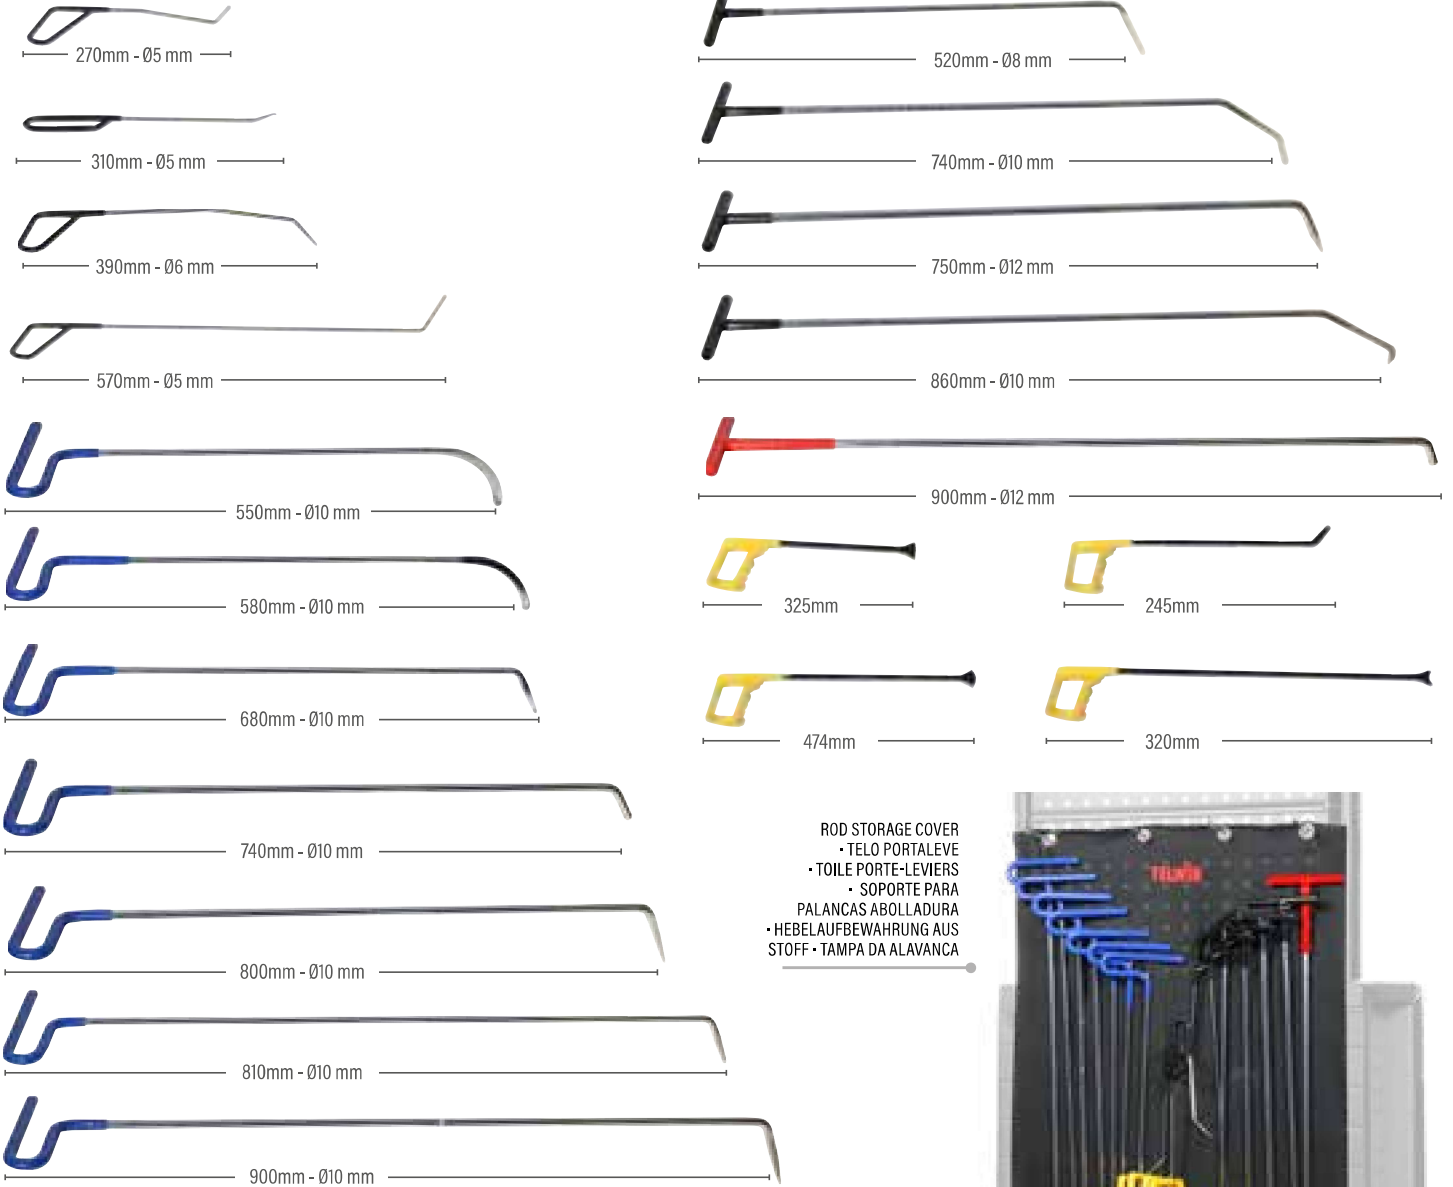 270mm - Ø5 mm
310mm - Ø5 mm
390mm - Ø6 mm
570mm - Ø5 mm
550mm - Ø10 mm
580mm - Ø10 mm
680mm - Ø10 mm
740mm - Ø10 mm
800mm - Ø10 mm
810mm - Ø10 mm
900mm - Ø10 mm
520mm - Ø8 mm
740mm - Ø10 mm
750mm - Ø12 mm
860mm - Ø10 mm
900mm - Ø12 mm
325mm
245mm
474mm
320mm
ROD STORAGE COVER
• TELO PORTALEVE
• TOILE PORTE-LEVIERS
• SOPORTE PARA
PALANCAS ABOLLADURA
• HEBELAUFBEWAHRUNG AUS
STOFF • TAMPA DA ALAVANCA
TELWIN